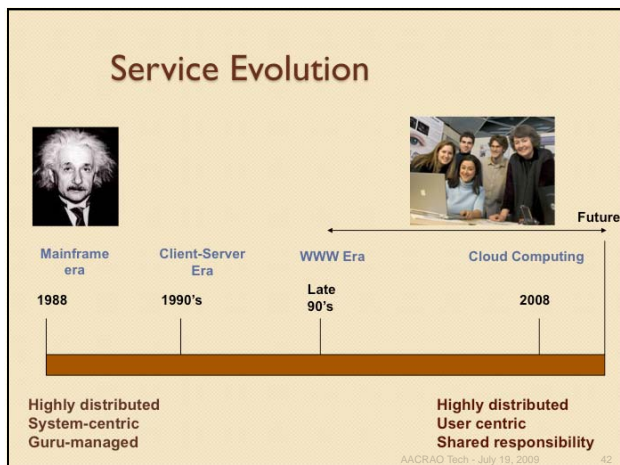 Service Evolution
Future
Mainframe
era
Client-Server
Era
WWW Era
Cloud Computing
1988
1990's
Late
90's
2008
Highly distributed
System-centric
Guru-managed
Highly distributed
User centric
Shared responsibility
AACRAO Tech - July 19, 2009
42